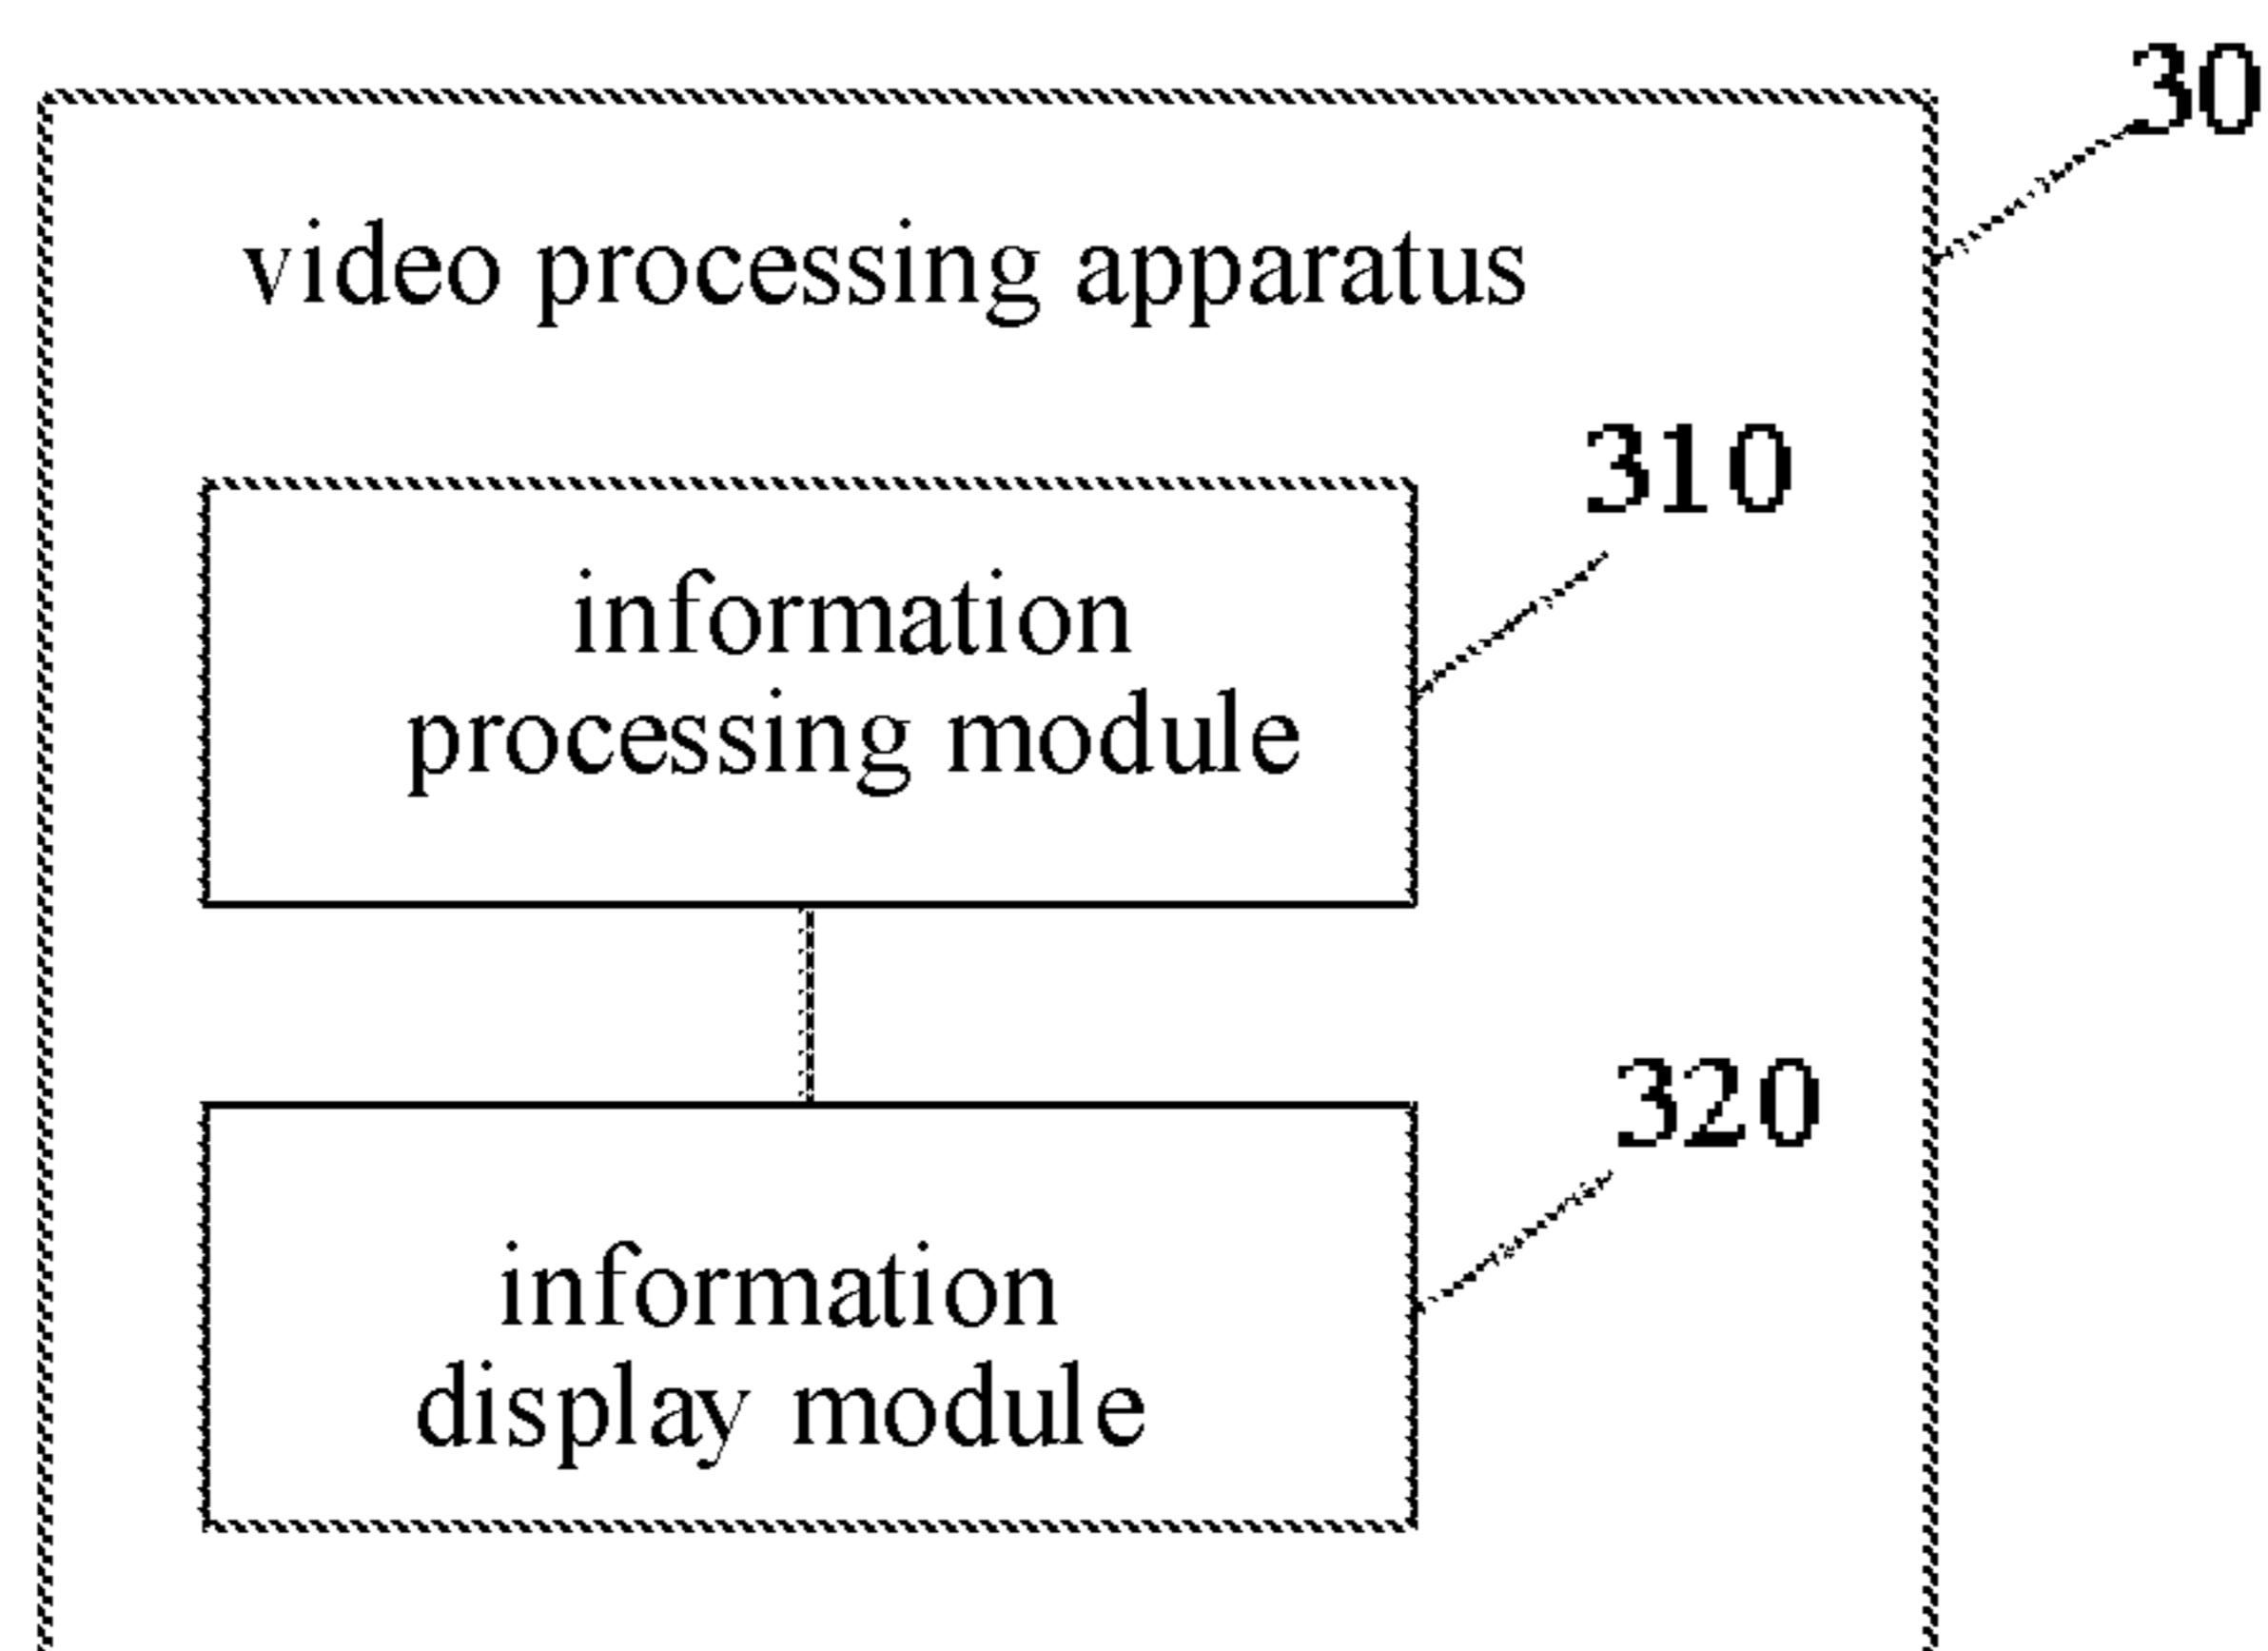 30
video processing apparatus
310
information
processing module
320
information
display module